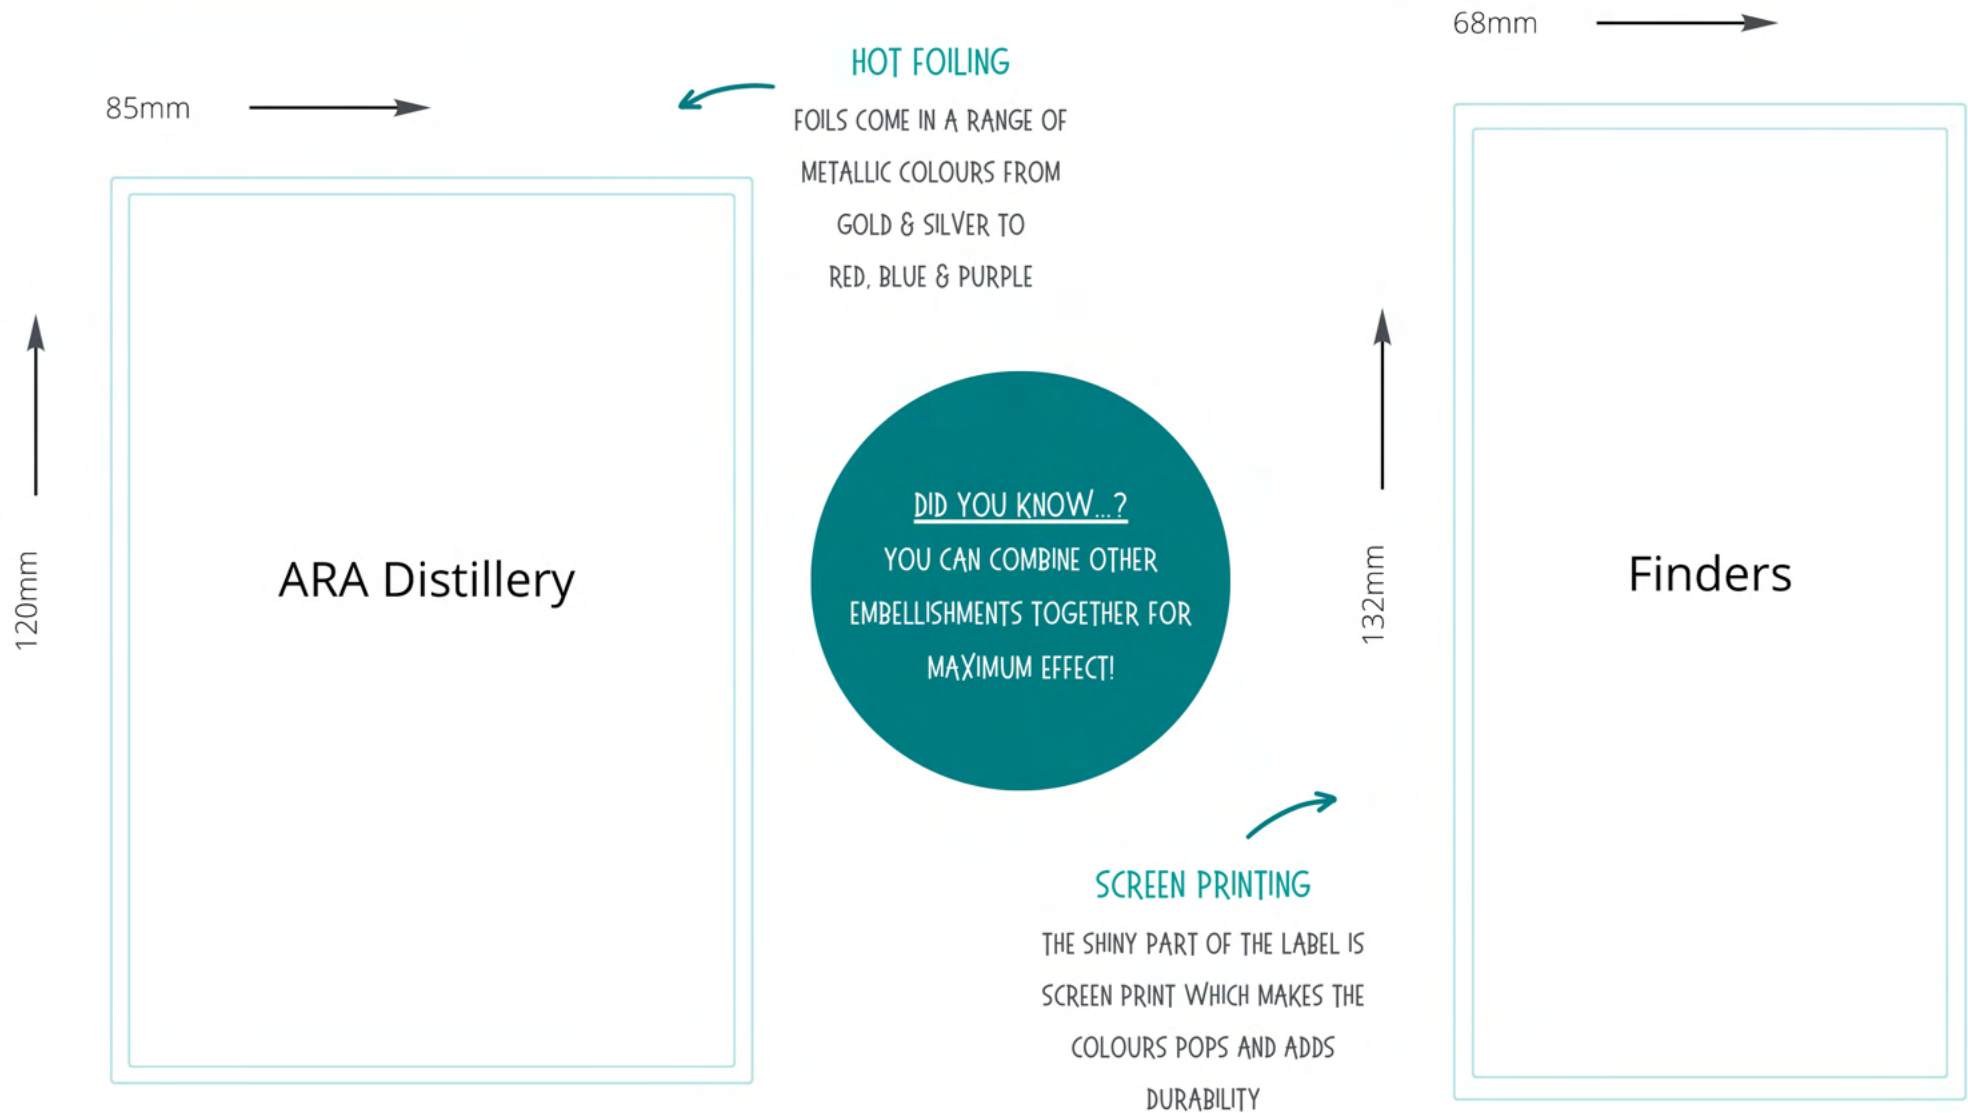 85mm
120mm
ARA Distillery
HOT FOILING
FOILS COME IN A RANGE OF
METALLIC COLOURS FROM
GOLD & SILVER TO
RED, BLUE & PURPLE
DID YOU KNOW...?
YOU CAN COMBINE OTHER
EMBELLISHMENTS TOGETHER FOR
MAXIMUM EFFECT!
SCREEN PRINTING
THE SHINY PART OF THE LABEL IS
SCREEN PRINT WHICH MAKES THE
COLOURS POPS AND ADDS
DURABILITY
68mm
132mm
Finders